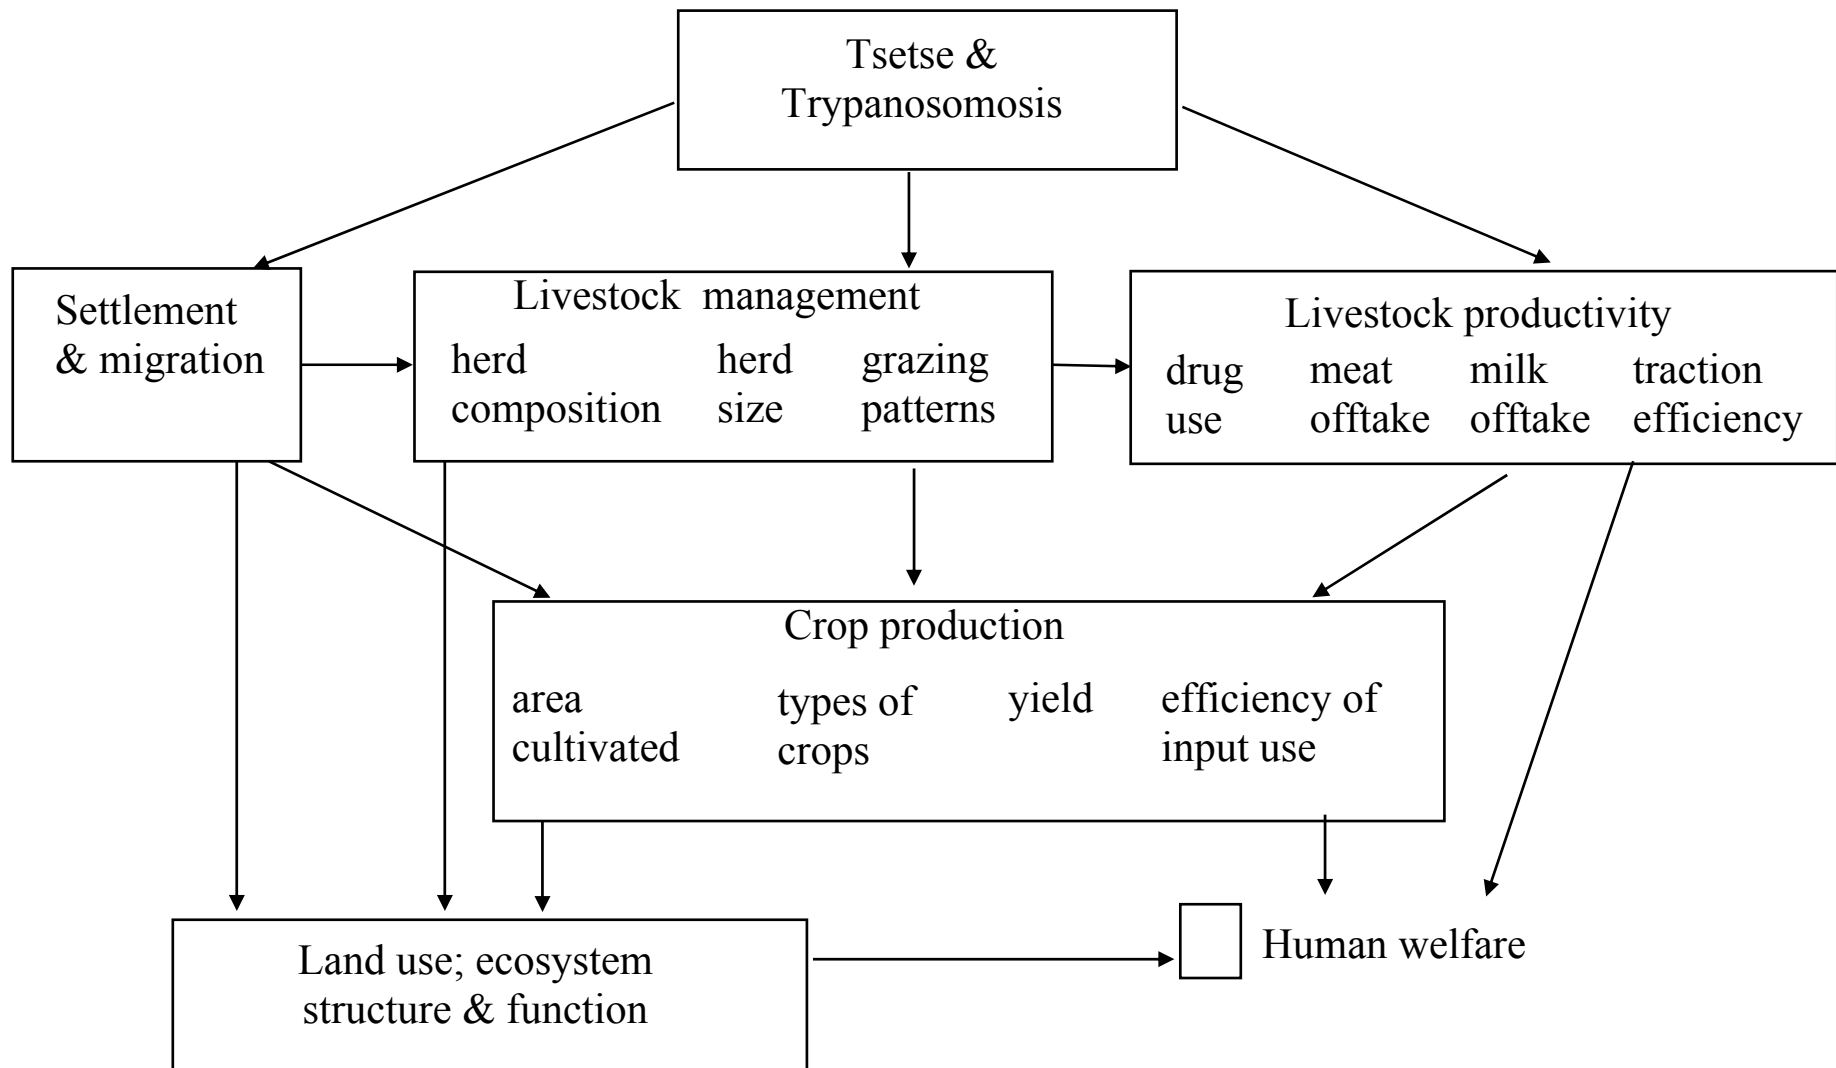 Tsetse &
Trypanosomosis
Settlement
& migration
Livestock management
herd
composition
herd
size
grazing
patterns
Livestock productivity
drug
use
meat
offtake
milk
offtake
traction
efficiency
Crop production
area
cultivated
types of
crops
yield
efficiency of
input use
Land use; ecosystem
structure & function
Human welfare